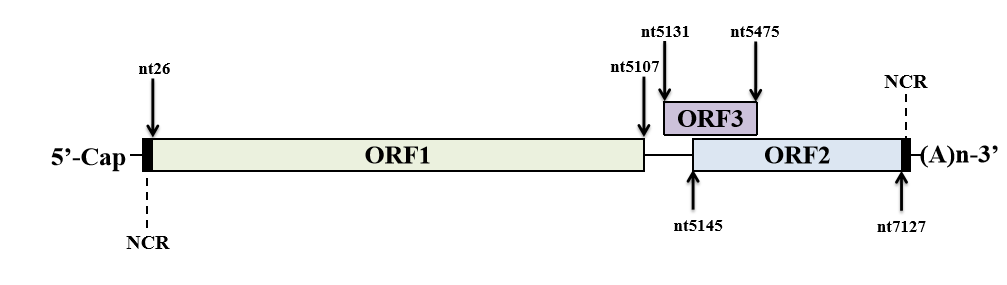 nt5131
nt5475
nt26
nt5107
NCR
ORF3
5’-Cap
ORF1
ORF2
(A)n-3’
nt5145
nt7127
NCR